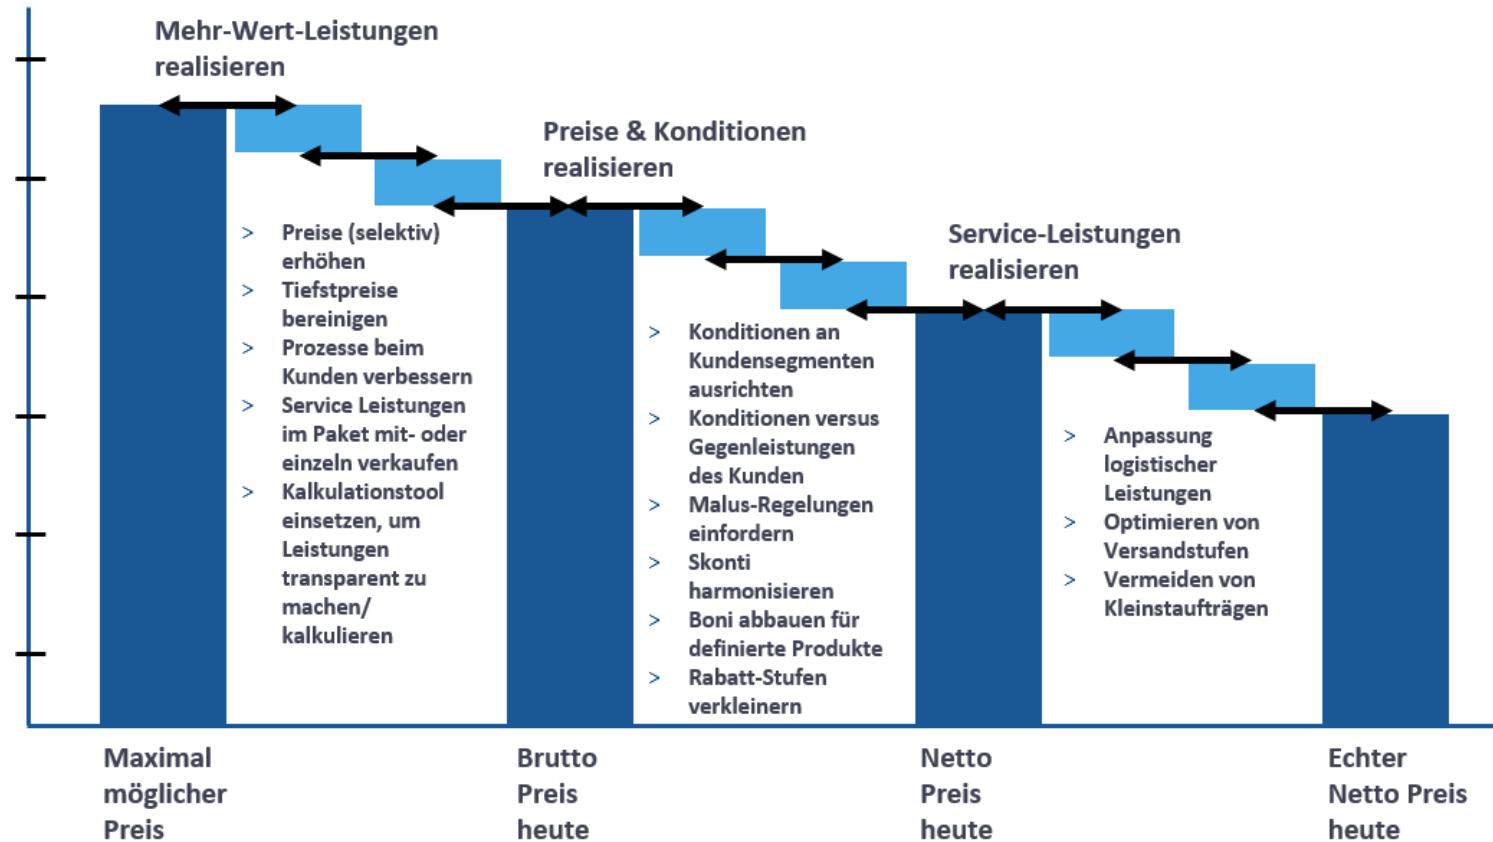 Mehr-Wert-Leistungen
realisieren
Preise & Konditionen
realisieren
Service-Leistungen
realisieren
> Preise (selektiv)
erhöhen
> Tiefstpreise
bereinigen
> Prozesse beim
Kunden verbessern
> Service Leistungen
im Paket mit- oder
einzeln verkaufen
> Kalkulationstool
einsetzen, um
Leistungen
transparent zu
machen/
kalkulieren
> Konditionen an
Kundensegmenten
ausrichten
> Konditionen versus
Gegenleistungen
des Kunden
> Malus-Regelungen
einfordern
> Skonti
harmonisieren
> Boni abbauen für
definierte Produkte
> Rabatt-Stufen
verkleinern
> Anpassung
logistischer
Leistungen
> Optimieren von
Versandstufen
> Vermeiden von
Kleinstaufträgen
Maximal
möglicher
Preis
Brutto
Preis
heute
Netto
Preis
heute
Echter
Netto Preis
heute